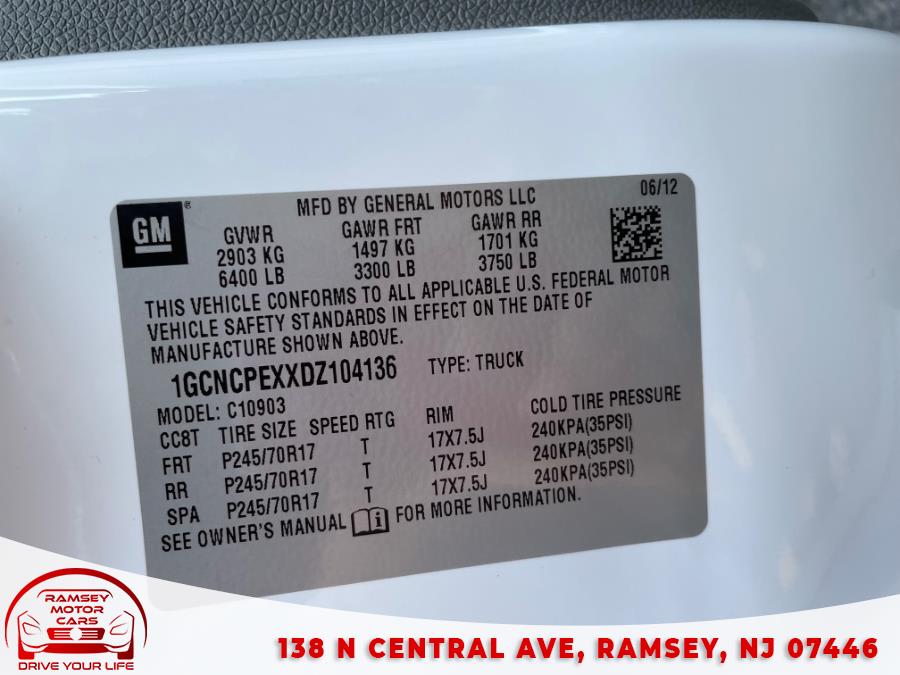 GM
MFD BY GENERAL MOTORS LLC 06/12
GVWR GAWR FRT GAWR RR
2903 KG 1497 KG 1701 KG
6400 LB 3300 LB 3750 LB
THIS VEHICLE CONFORMS TO ALL APPLICABLE U.S. FEDERAL MOTOR
VEHICLE SAFETY STANDARDS IN EFFECT ON THE DATE OF
MANUFACTURE SHOWN ABOVE.
1GCNCPEXXDZ104136 TYPE: TRUCK
MODEL: C10903
CC8T TIRE SIZE SPEED RTG RIM COLD TIRE PRESSURE
FRT P245/70R17 T 17X7.5J 240KPA(35PSI)
RR P245/70R17 T 17X7.5J 240KPA(35PSI)
SPA P245/70R17 T 17X7.5J 240KPA(35PSI)
SEE OWNER'S MANUAL FOR MORE INFORMATION.
RAMSEY
MOTOR
CARS
DRIVE YOUR LIFE
138 N CENTRAL AVE, RAMSEY, NJ 07446